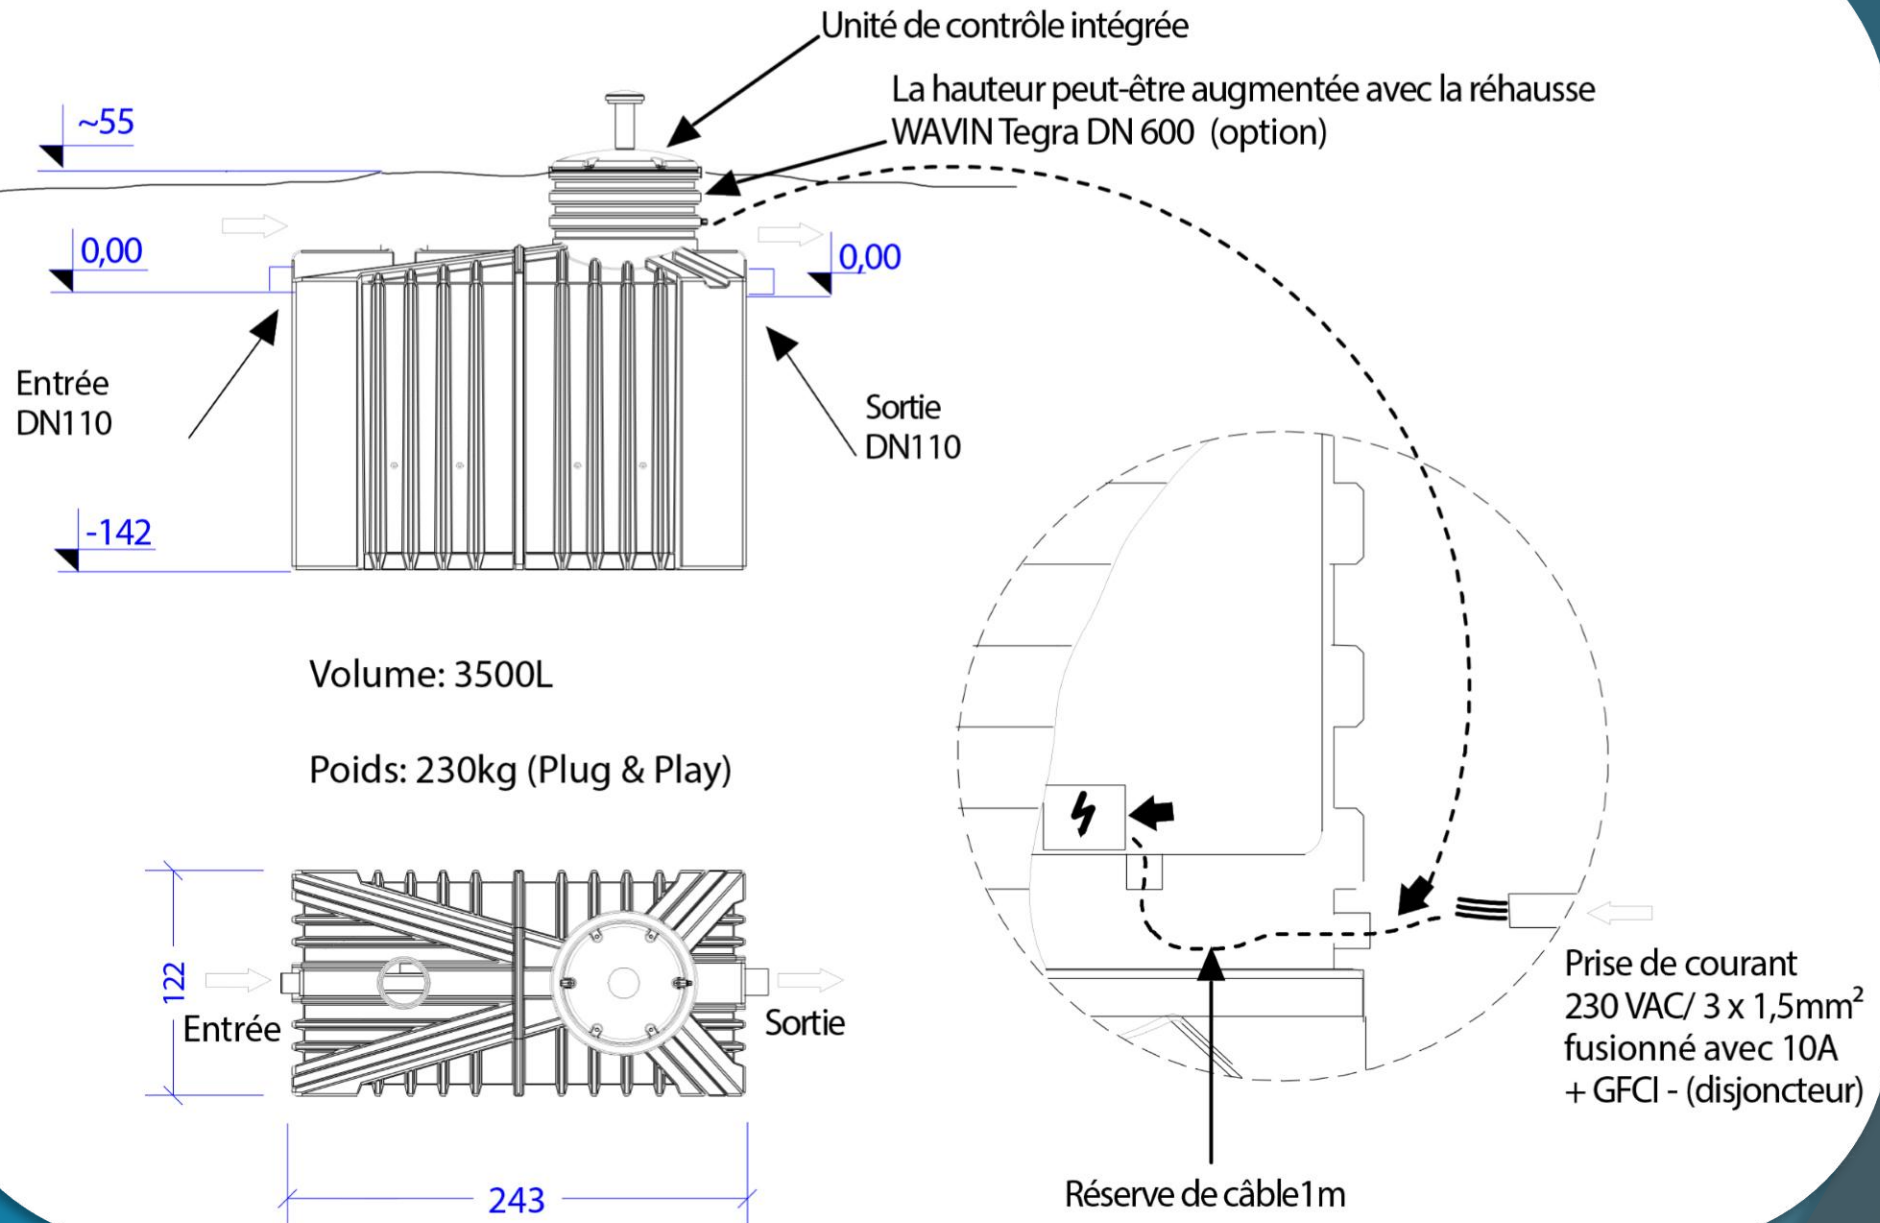 Unité de contrôle intégrée
La hauteur peut-être augmentée avec la réhausse
WAVIN Tegra DN 600 (option)
~55
0,00
0,00
Entrée
DN110
Sortie
DN110
-142
Volume: 3500L
Poids: 230kg (Plug & Play)
122
Entrée
Sortie
243
Prise de courant
230 VAC/ 3 x 1,5mm²
fusionné avec 10A
+ GFCI - (disjoncteur)
Réserve de câble1m